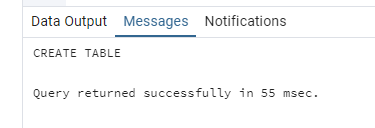 Data Output Messages Notifications
CREATE TABLE
Query returned successfully in 55 msec.